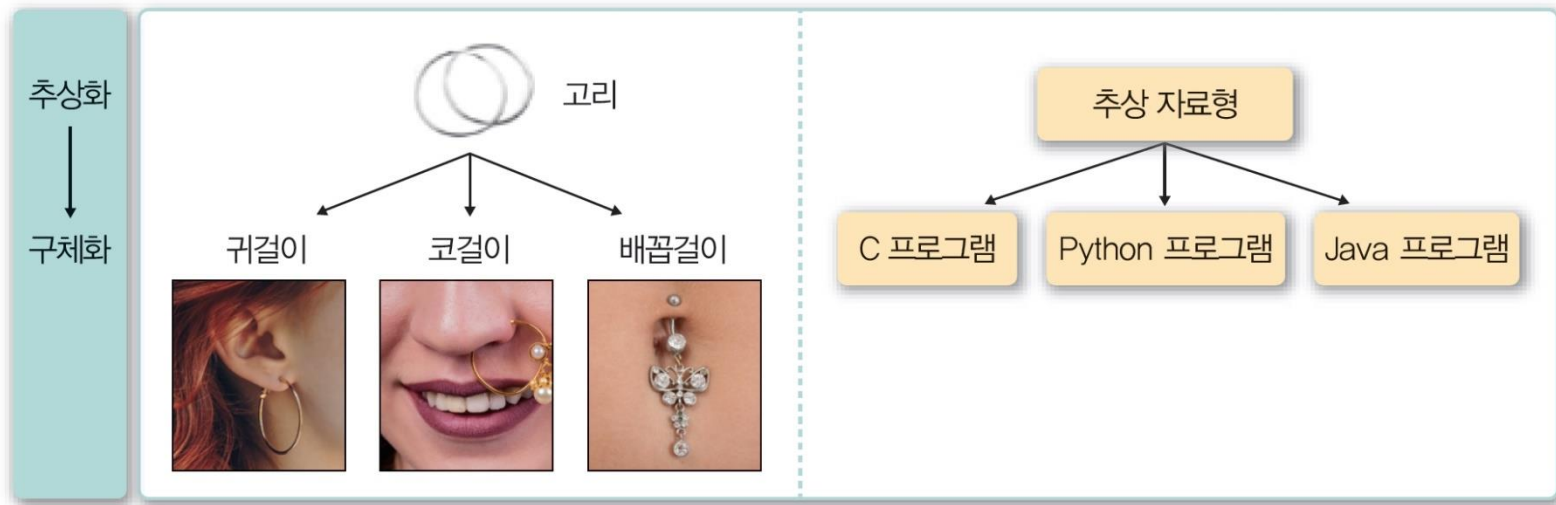 추상화
구체화
고리
귀걸이
코걸이
배꼽걸이
추상 자료형
C 프로그램
Python 프로그램
Java 프로그램